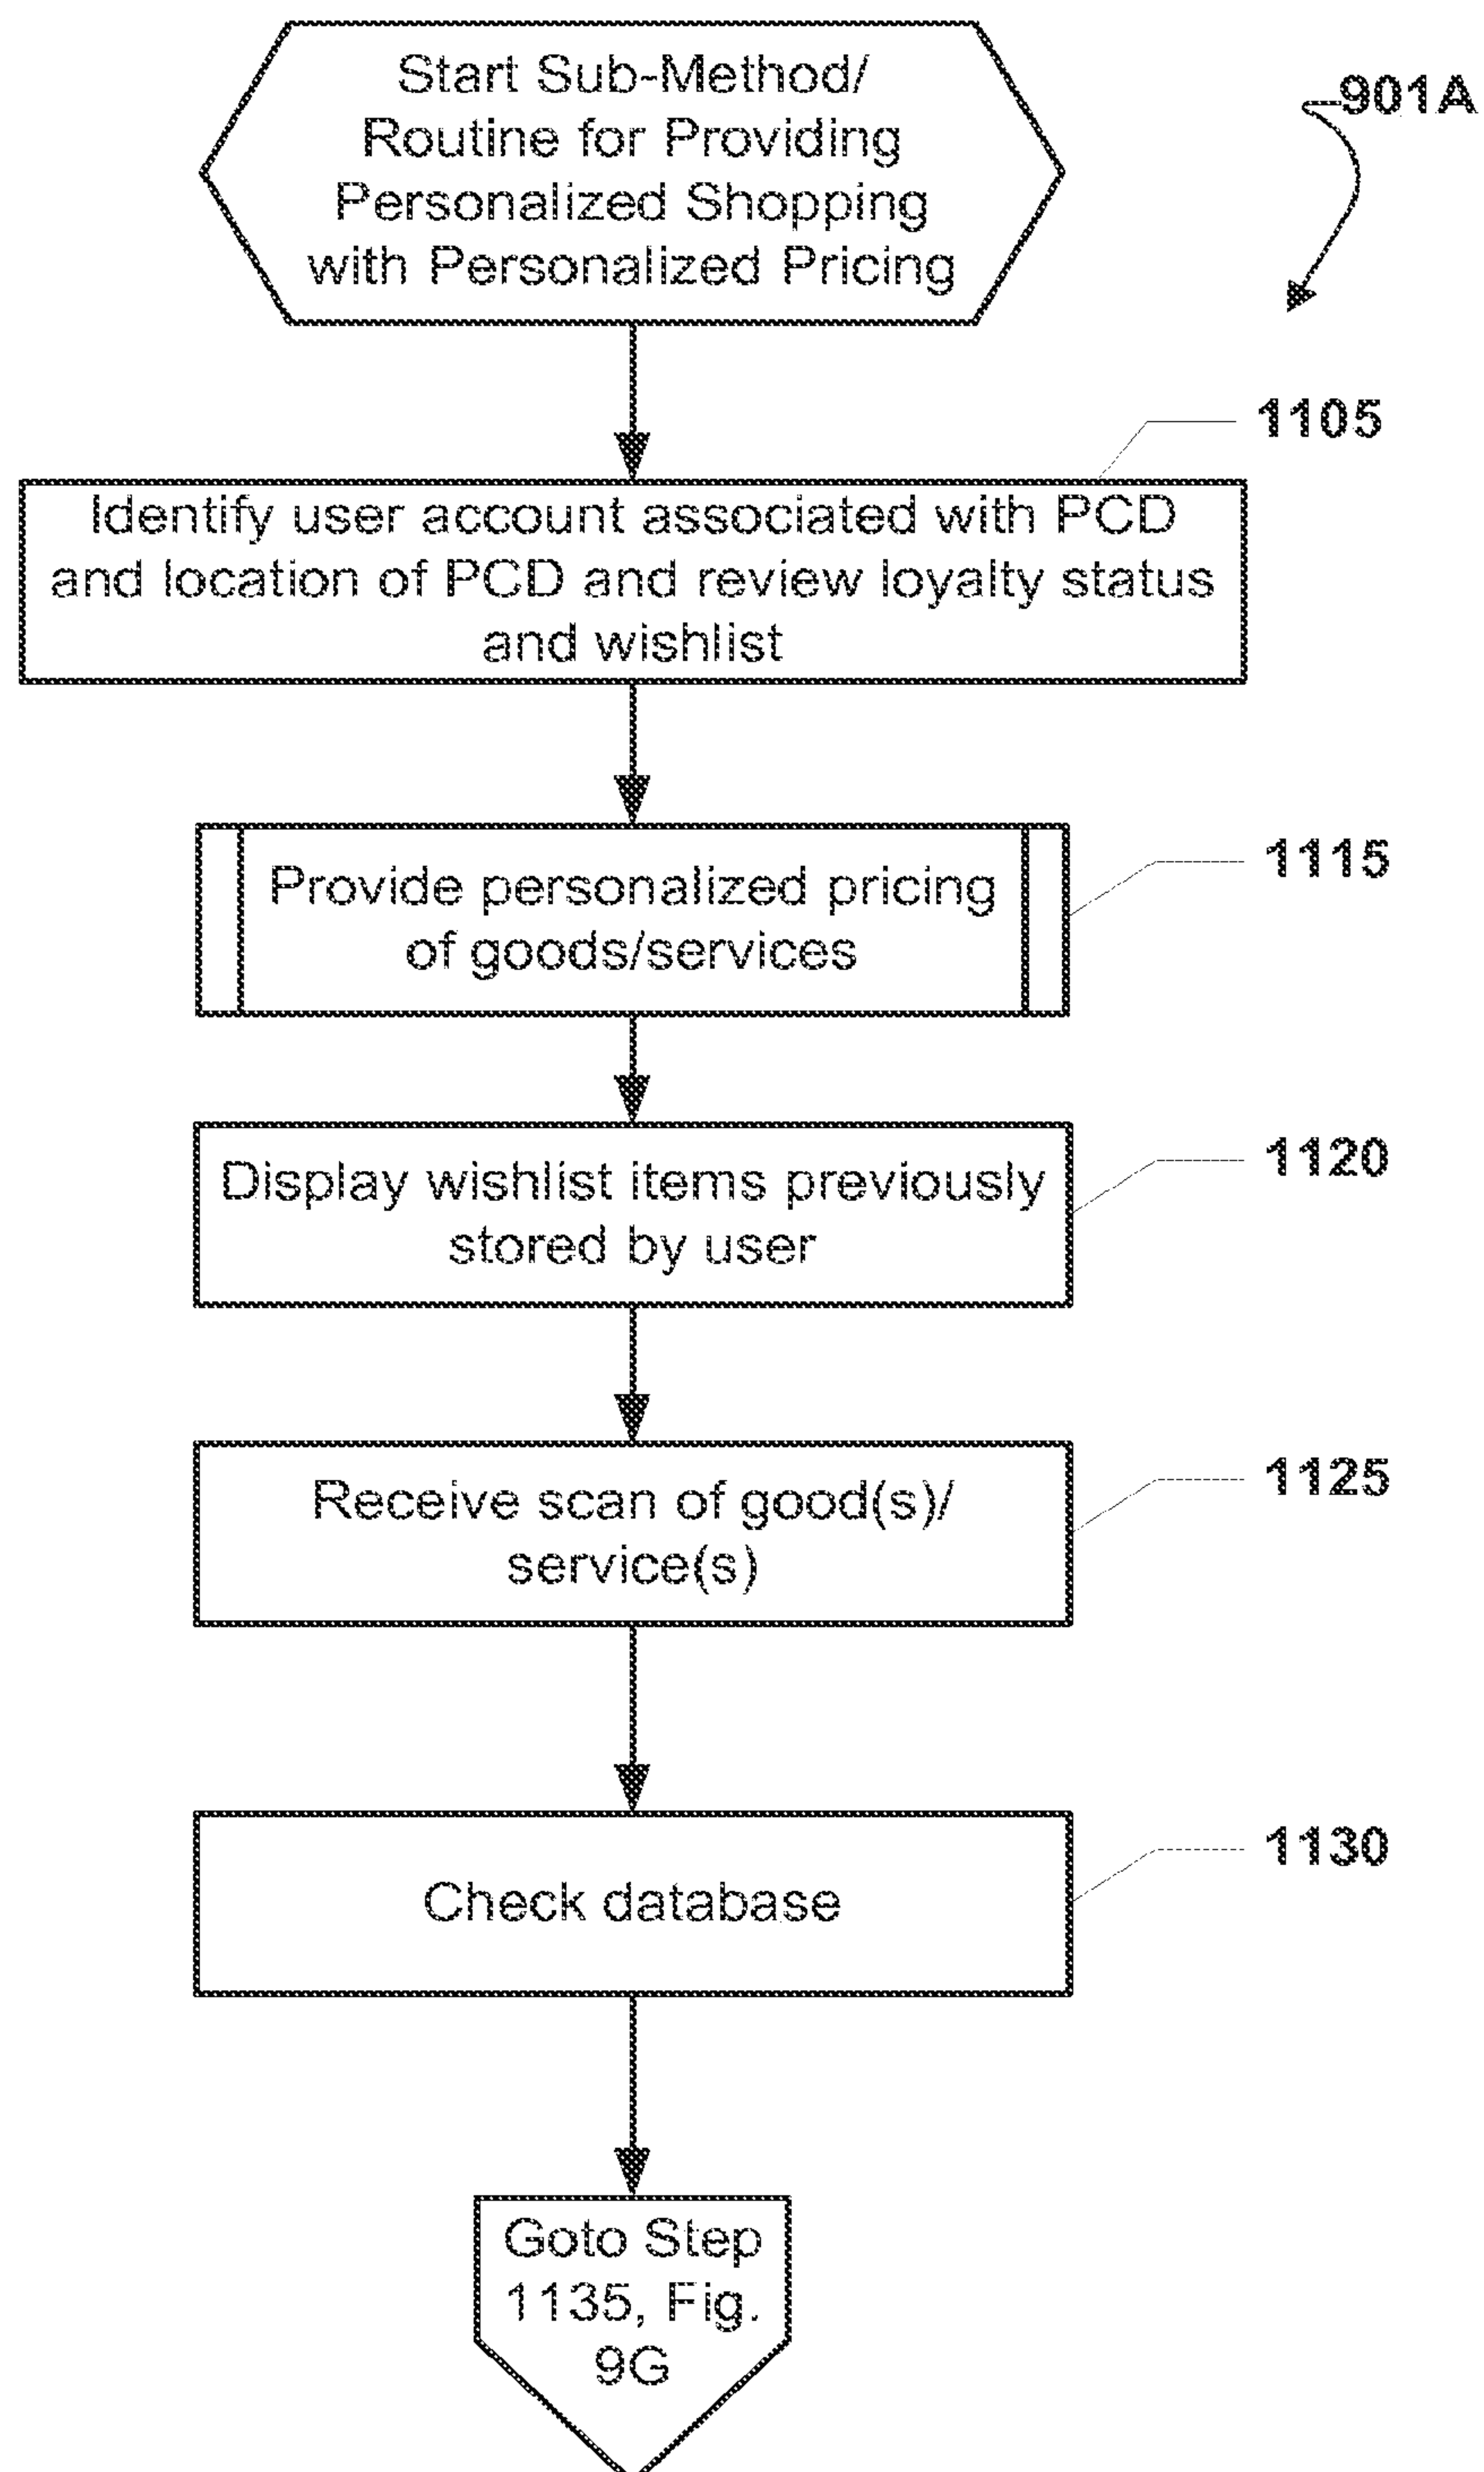 Start Sub-Method/
Routine for Providing
Personalized Shopping
with Personalized Pricing
901A
1105
Identify user account associated with PCD
and location of PCD and review loyalty status
and wishlist
1115
Provide personalized pricing
of goods/services
1120
Display wishlist items previously
stored by user
1125
Receive scan of good(s)/
service(s)
1130
Check database
Goto Step
1135, Fig.
9G